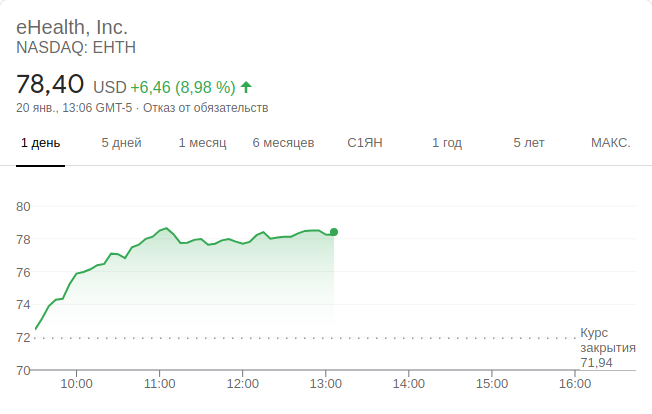 eHealth, Inc.
NASDAQ: EHTH
78,40 USD +6,46 (8,98 %)
20 янв., 13:06 GMT-5 · Отказ от обязательств
1 день 5 дней 1 месяц 6 месяцев С1ЯН 1 год 5 лет МАКС.
80
78
76
74
72
70
Курс
закрытия
71,94
10:00 11:00 12:00 13:00 14:00 15:00 16:00